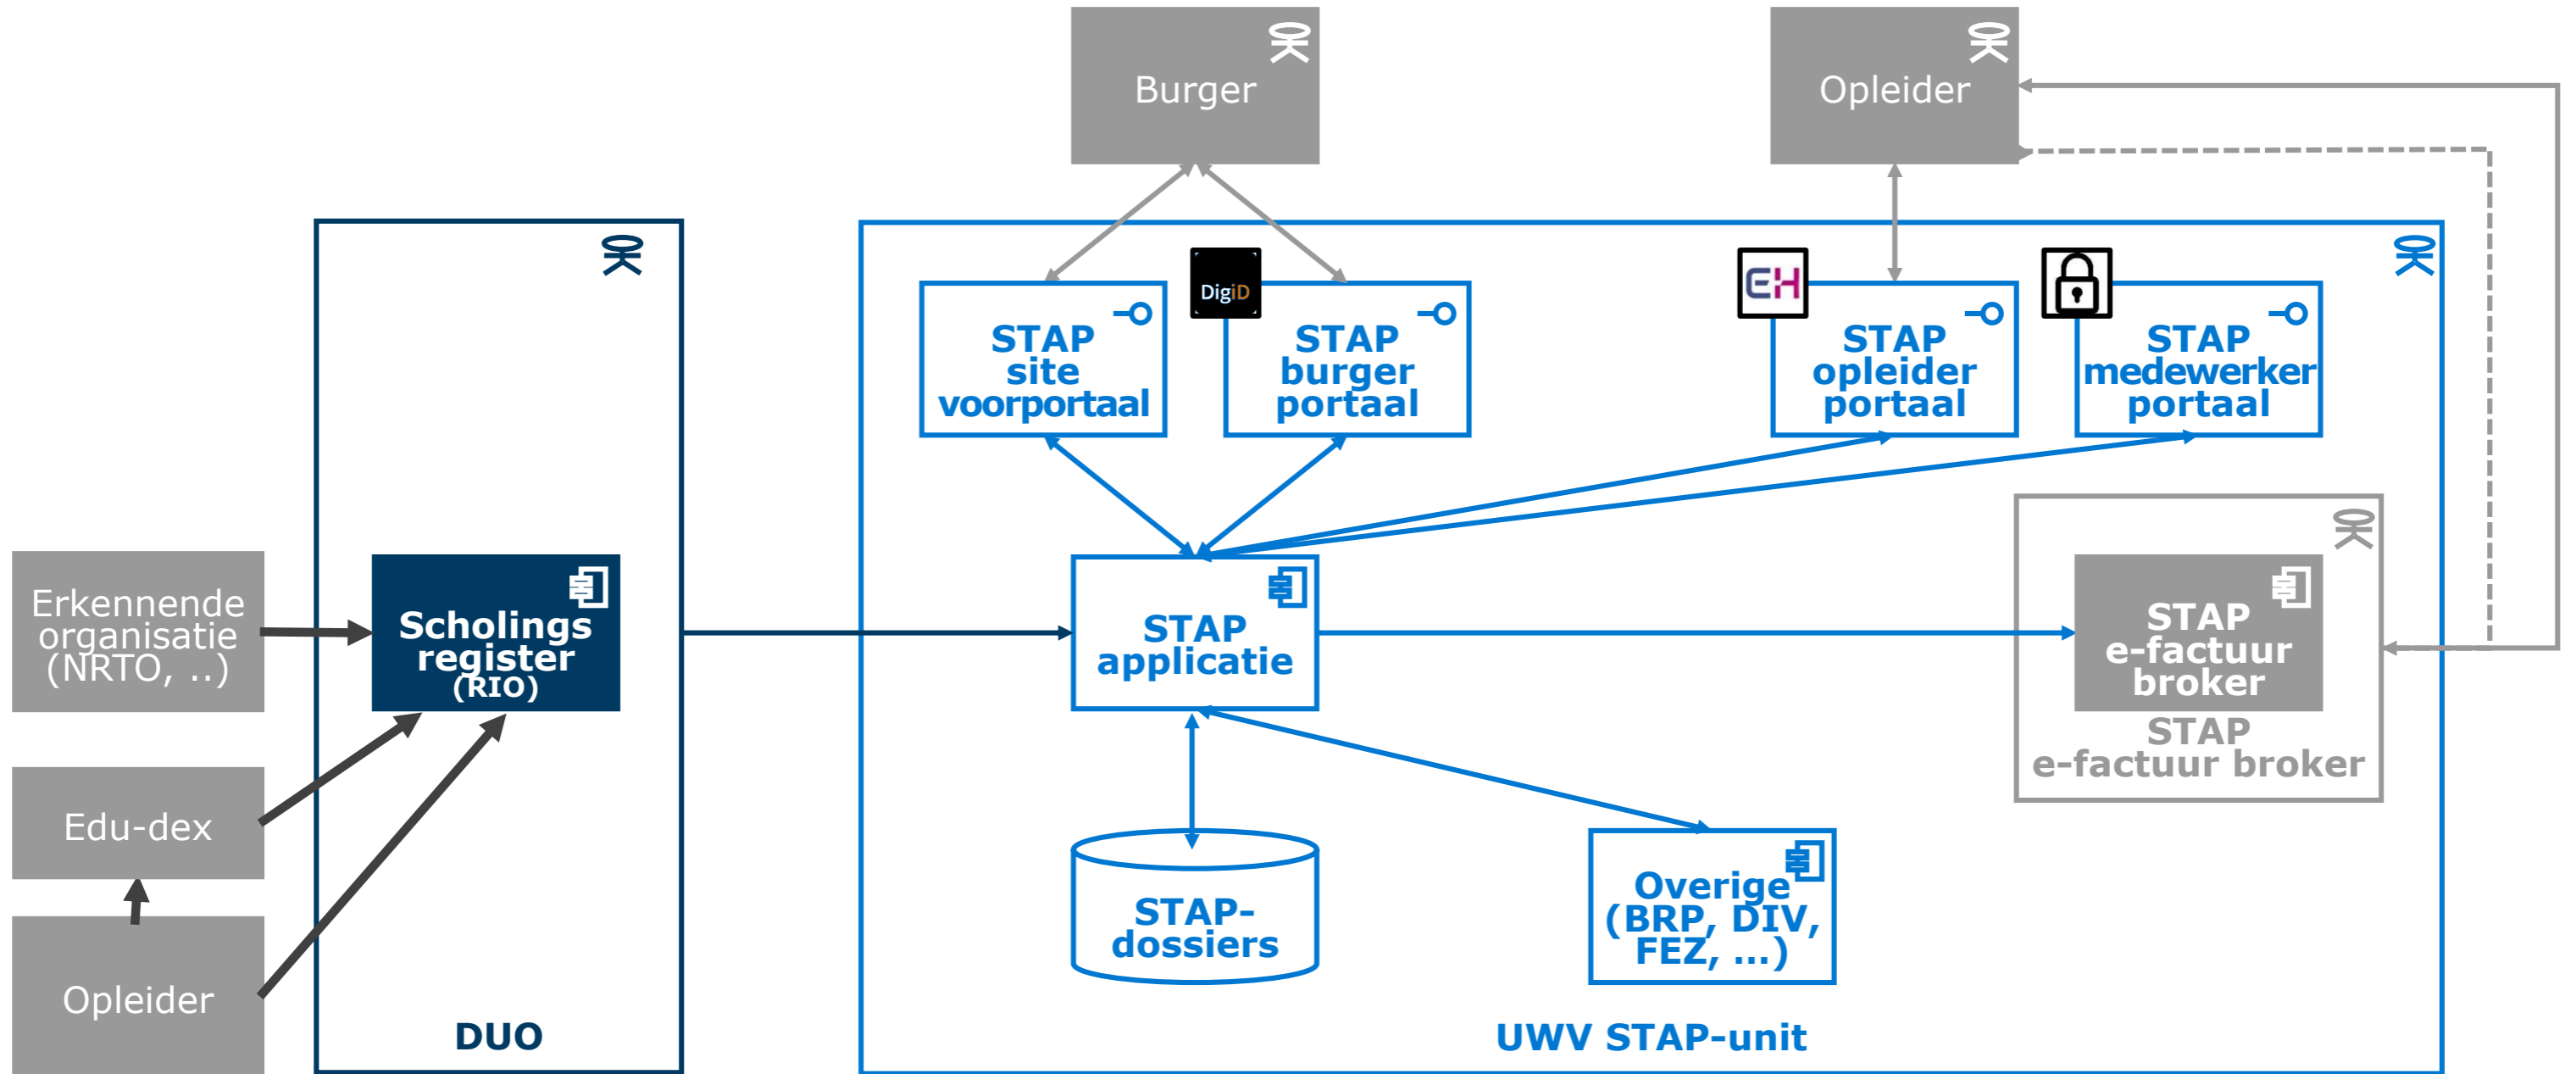 Burger
Opleider
DigiD
EH
STAP
site
voorportaal
STAP
burger
portaal
STAP
opleider
portaal
STAP
medewerker
portaal
Erkennende
organisatie
(NRTO, ..)
Scholings
register
(RIO)
STAP
applicatie
STAP
e-factuur
broker
STAP
e-factuur broker
Edu-dex
Opleider
STAP-
dossiers
Overige
(BRP, DIV,
FEZ, ...)
DUO
UWV STAP-unit